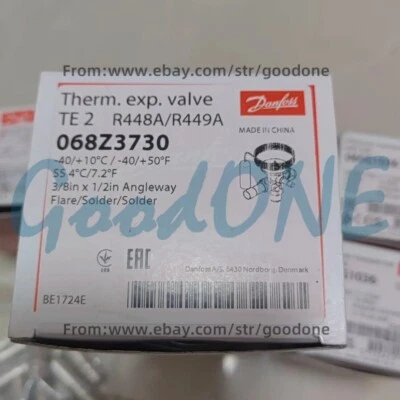 From:www.ebay.com/str/goodone
Therm. exp. valve
TE 2 R448A/R449A
Danfoss
068Z3730
MADE IN CHINA
-40/+10°C / -40/+50°F
SS 4°C/7.2°F
3/8in x 1/2in Angleway
Flare/Solder/Solder
GoodONE
EAC
Danfoss A/S, 6430 Nordborg, Denmark
BE1724E
From:www.ebay.com/str/goodone